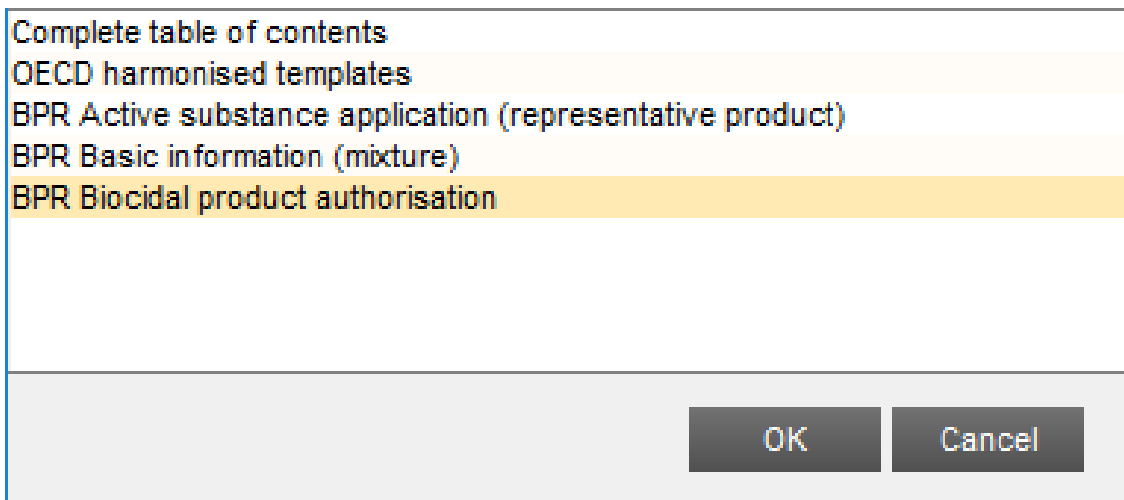 Complete table of contents
OECD harmonised templates
BPR Active substance application (representative product)
BPR Basic information (mixture)
BPR Biocidal product authorisation
OK
Cancel